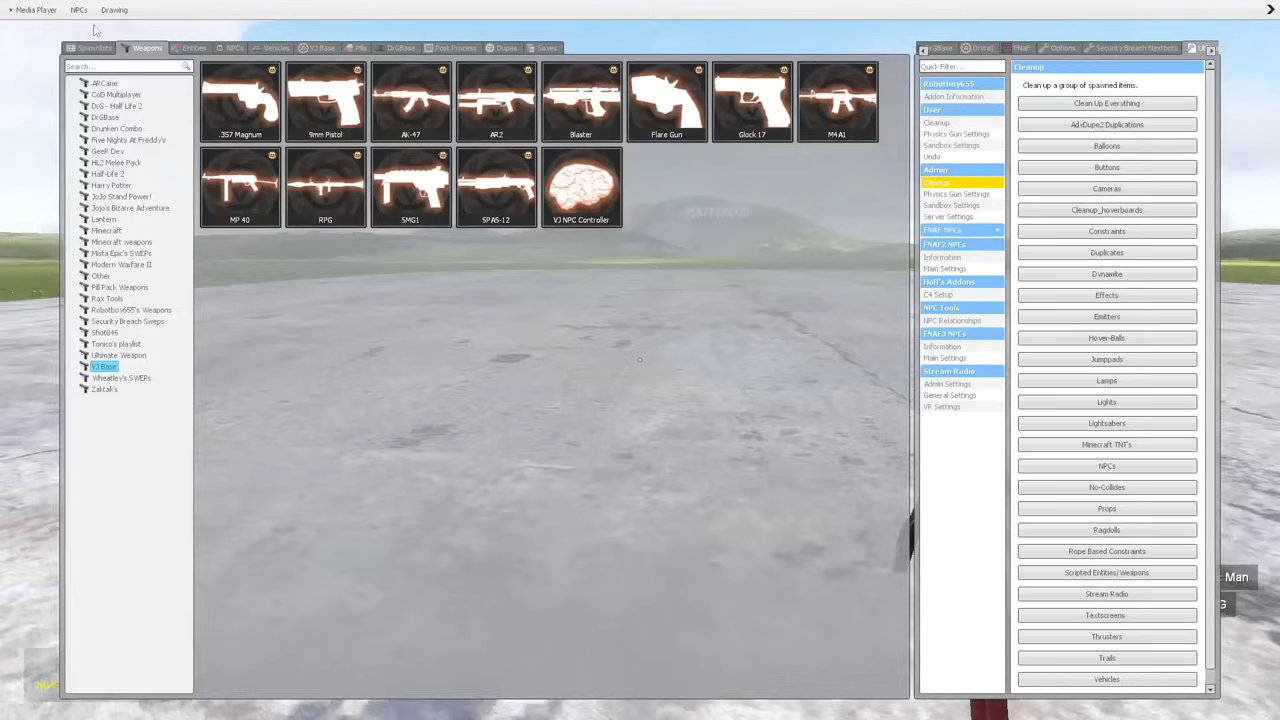 Media Player NPCs Drawing
Spawnlists Weapons Entities NPCs Vehicles VJ Base Pills DrGBase Post Process Dupes Saves
Search...
ARCane
CoD Multiplayer
DrG - Half Life 2
DrGBase
Drunken Combo
Five Nights At Freddy's
GeeR Dev
HL2 Melee Pack
Half-Life 2
Harry Potter
JoJo Stand Power!
Jojo's Bizarre Adventure
Lantern
Minecraft
Minecraft weapons
Mista Epic's SWEPs
Modern Warfare II
Other
Pill Pack Weapons
Rax Tools
Robotboy655's Weapons
Security Breach Sweps
Shot846
Tonico's playlist
Ultimate Weapon
VJ Base
Wheatley's SWEPs
Zaktak's
.357 Magnum 9mm Pistol AK-47 AR2 Blaster Flare Gun Glock 17 M4A1
MP 40 RPG SMG1 SPAS-12 VJ NPC Controller
FNaF Options Security Breach Nextbots
Quick Filter...
Robotboy655
Addon Information
User
Cleanup
Physics Gun Settings
Sandbox Settings
Undo
Admin
Cleanup
Physics Gun Settings
Sandbox Settings
Server Settings
FNAF NPCs
FNAF2 NPCs
Information
Main Settings
Hoff's Addons
C4 Setup
NPC Tools
NPC Relationships
FNAF3 NPCs
Information
Main Settings
Stream Radio
Admin Settings
General Settings
VR Settings
Cleanup
Clean up a group of spawned items.
Clean Up Everything
AdvDupe2 Duplications
Balloons
Buttons
Cameras
Cleanup_hoverboards
Constraints
Duplicates
Dynamite
Effects
Emitters
Hover-Balls
Jumppads
Lamps
Lights
Lightsabers
Minecraft TNT's
NPCs
No-Collides
Props
Ragdolls
Rope Based Constraints
Scripted Entities/Weapons
Stream Radio
Textscreens
Thrusters
Trails
Vehicles
Man